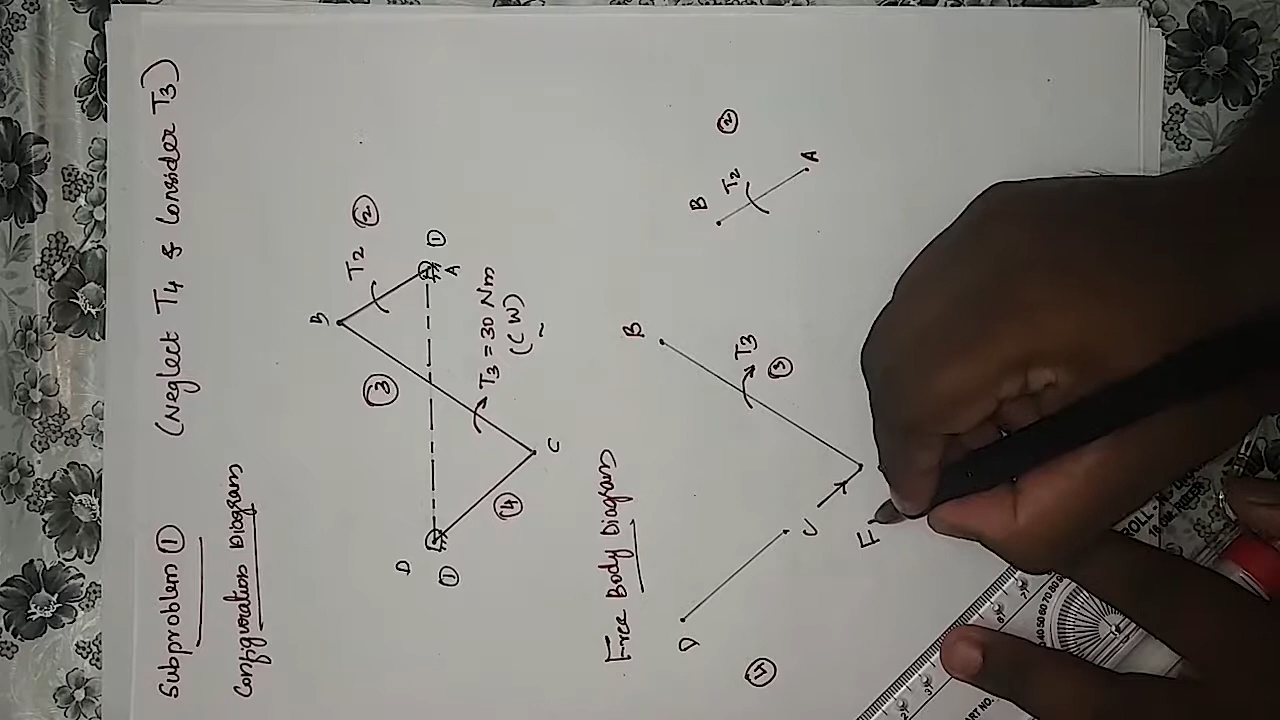 Subproblem ① (Neglect T4 & Consider T3)
Configuration Diagram
B
T2 ②
③
A
①
T3 = 30 Nm
(CW)
D
①
④
C
Free Body Diagram
D
④
C
F
B
T3
③
B
T2
②
A